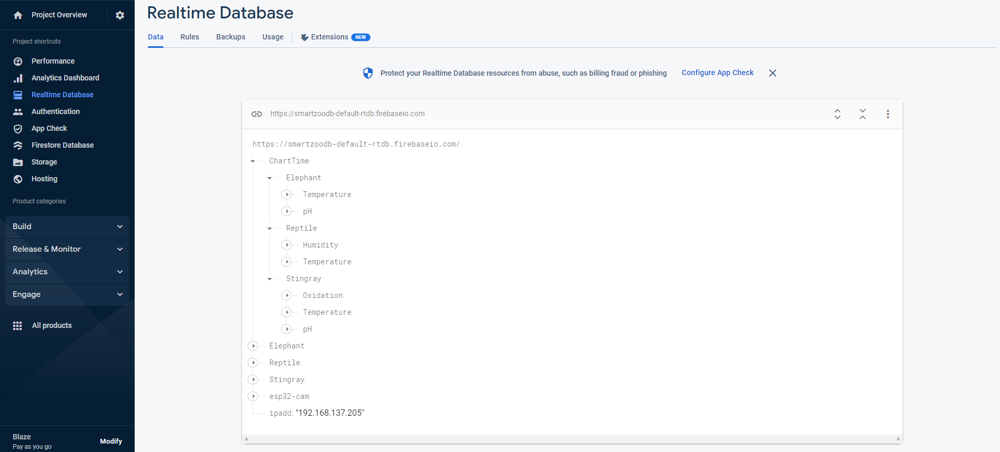 Project Overview
Project shortcuts
Performance
Analytics Dashboard
Realtime Database
Authentication
App Check
Firestore Database
Storage
Hosting
Product categories
Build
Release & Monitor
Analytics
Engage
All products
Blaze
Pay as you go
Modify
Realtime Database
Data Rules Backups Usage Extensions NEW
Protect your Realtime Database resources from abuse, such as billing fraud or phishing Configure App Check
https://smartzoodb-default-rtdb.firebaseio.com
https://smartzoodb-default-rtdb.firebaseio.com/
ChartTime
Elephant
Temperature
pH
Reptile
Humidity
Temperature
Stingray
Oxidation
Temperature
pH
Elephant
Reptile
Stingray
esp32-cam
ipadd: "192.168.137.205"